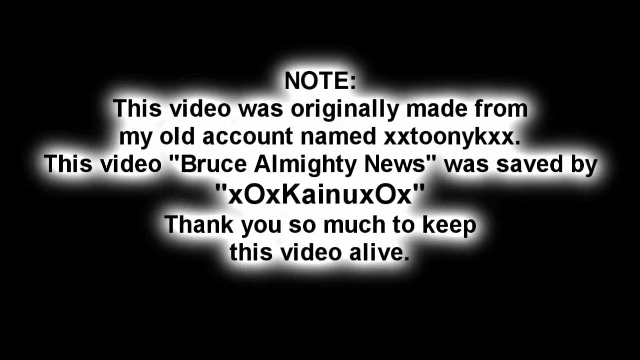 NOTE:
This video was originally made from
my old account named xxtoonykxx.
This video "Bruce Almighty News" was saved by
"xOxKainuxOx"
Thank you so much to keep
this video alive.